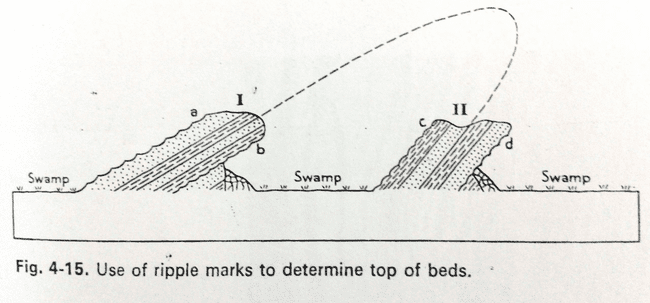 I
II
a
c
b
d
Swamp
Swamp
Swamp
Fig. 4-15. Use of ripple marks to determine top of beds.